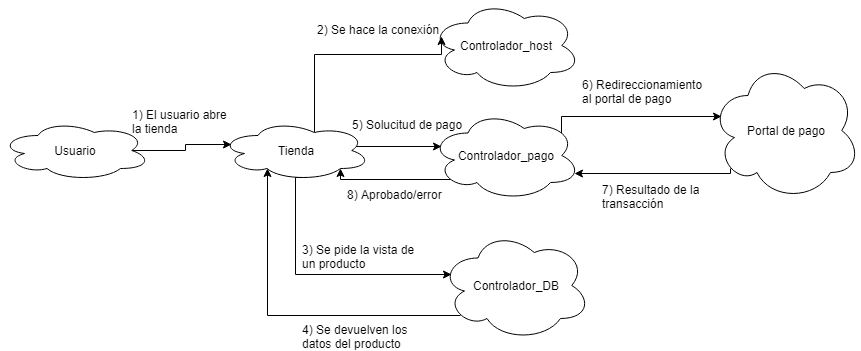 2) Se hace la conexión
Controlador_host
6) Redireccionamiento
al portal de pago
1) El usuario abre
la tienda
5) Solucitud de pago
Usuario
Tienda
Controlador_pago
Portal de pago
8) Aprobado/error
7) Resultado de la
transacción
3) Se pide la vista de
un producto
Controlador_DB
4) Se devuelven los
datos del producto